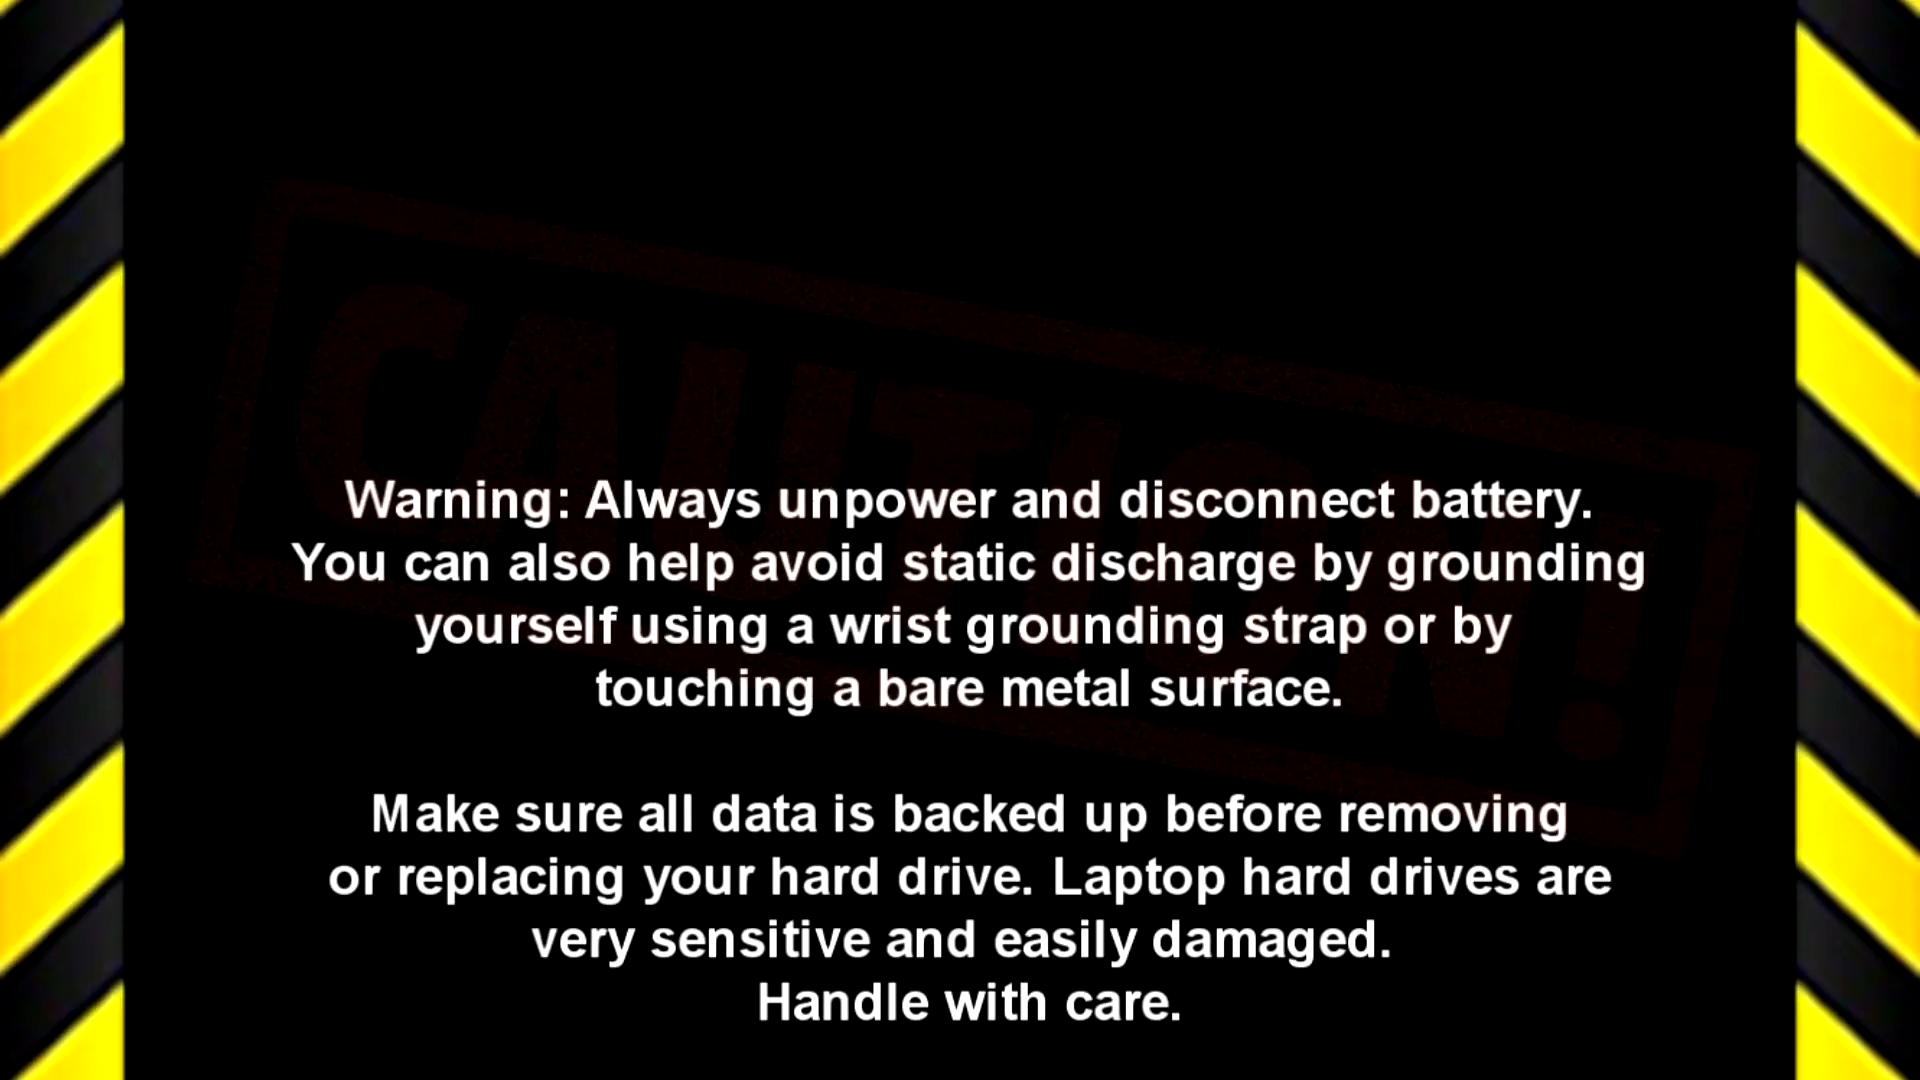 CAUTION!
Warning: Always unpower and disconnect battery.
You can also help avoid static discharge by grounding
yourself using a wrist grounding strap or by
touching a bare metal surface.
Make sure all data is backed up before removing
or replacing your hard drive. Laptop hard drives are
very sensitive and easily damaged.
Handle with care.